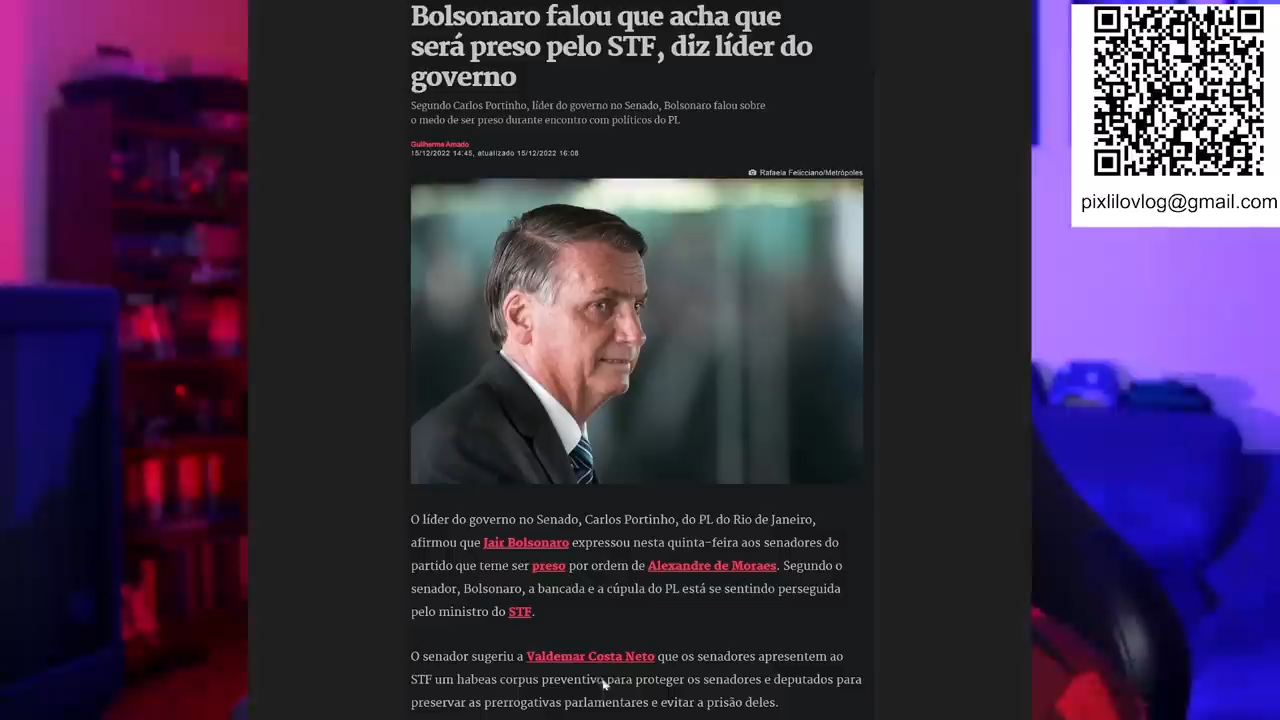 Bolsonaro falou que acha que
será preso pelo STF, diz líder do
governo
Segundo Carlos Portinho, líder do governo no Senado, Bolsonaro falou sobre
o medo de ser preso durante encontro com políticos do PL
Guilherme Amado
15/12/2022 14:45, atualizado 15/12/2022 16:08
Rafaela Felicciano/Metrópoles
O líder do governo no Senado, Carlos Portinho, do PL do Rio de Janeiro,
afirmou que Jair Bolsonaro expressou nesta quinta-feira aos senadores do
partido que teme ser preso por ordem de Alexandre de Moraes. Segundo o
senador, Bolsonaro, a bancada e a cúpula do PL está se sentindo perseguida
pelo ministro do STF.
O senador sugeriu a Valdemar Costa Neto que os senadores apresentem ao
STF um habeas corpus preventivo para proteger os senadores e deputados para
preservar as prerrogativas parlamentares e evitar a prisão deles.
pixlilovlog@gmail.com